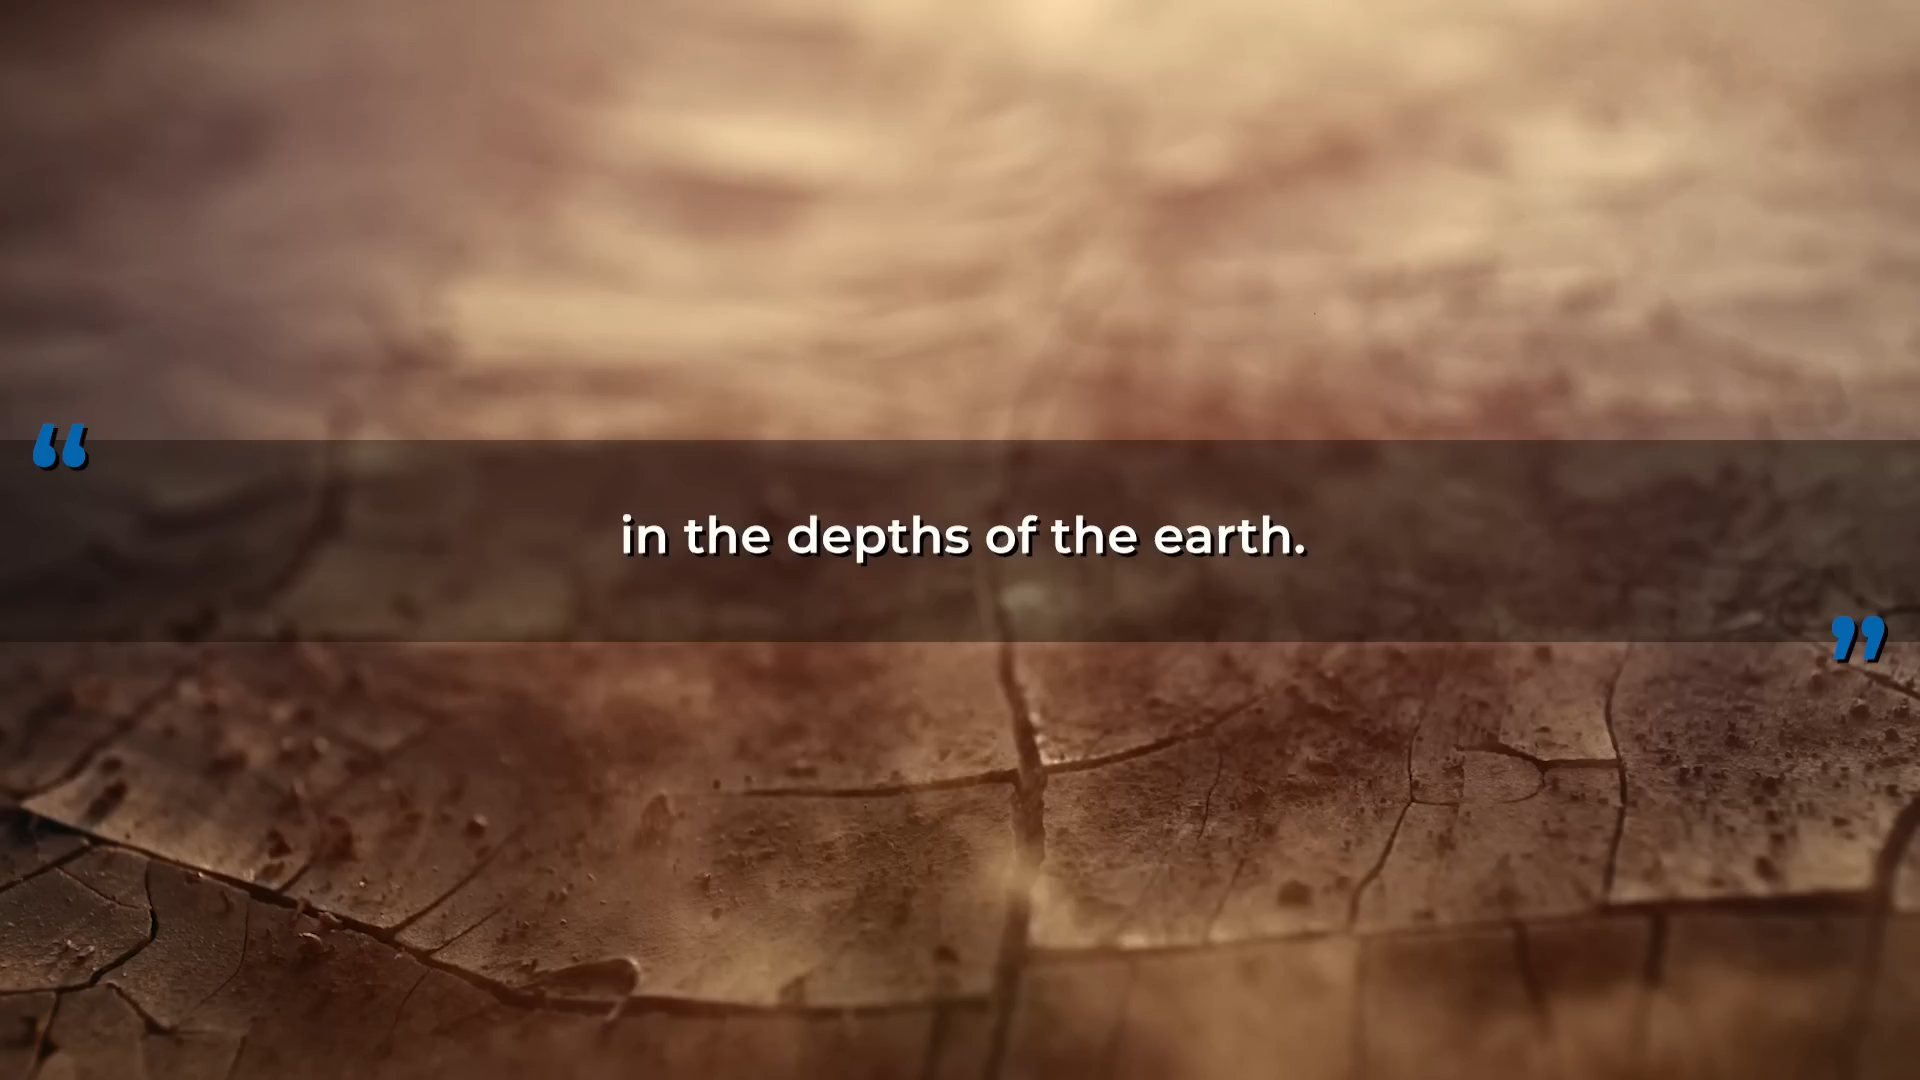 “
in the depths of the earth.
”